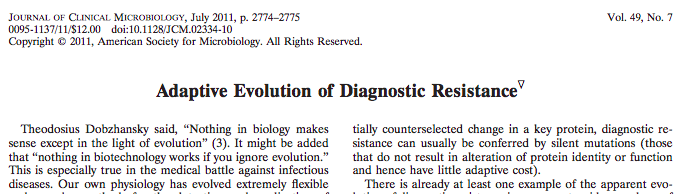 JOURNAL OF CLINICAL MICROBIOLOGY, July 2011, p. 2774–2775
Vol. 49, No. 7
0095-1137/11/$12.00 doi:10.1128/JCM.02334-10
Copyright © 2011, American Society for Microbiology. All Rights Reserved.
Adaptive Evolution of Diagnostic Resistance▽
Theodosius Dobzhansky said, “Nothing in biology makes
sense except in the light of evolution” (3). It might be added
that “nothing in biotechnology works if you ignore evolution.”
This is especially true in the medical battle against infectious
diseases. Our own physiology has evolved extremely flexible
tially counselected change in a key protein, diagnostic re-
sistance can usually be conferred by silent mutations (those
that do not result in alteration of protein identity or function
and hence have little adaptive cost).
There is already at least one example of the apparent evo-